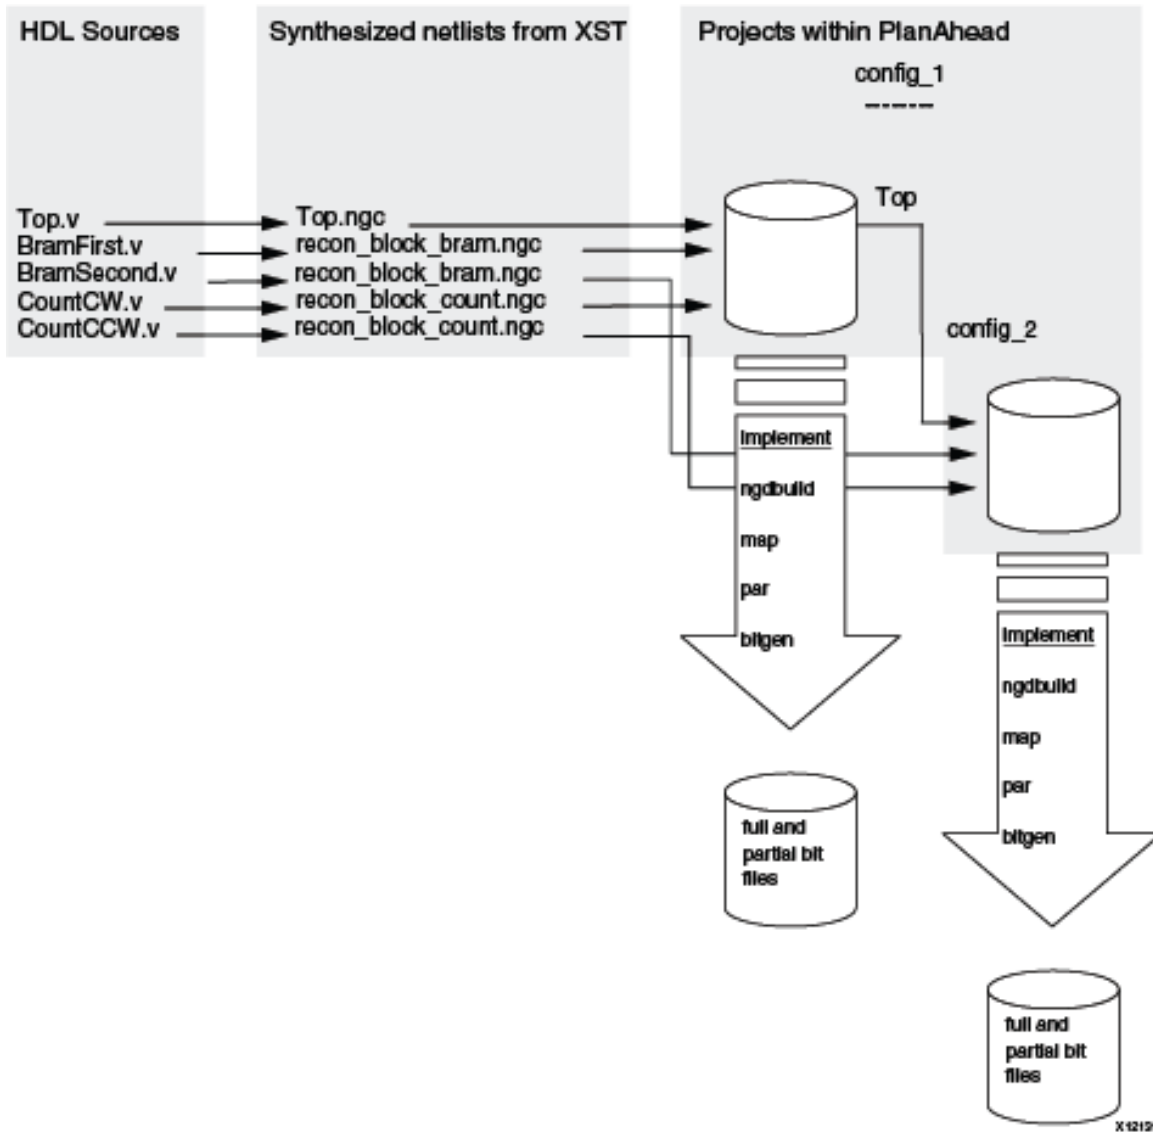 HDL Sources
Synthesized netlists from XST
Projects within PlanAhead
config_1
--------
Top.v
BramFirst.v
BramSecond.v
CountCW.v
CountCCW.v
Top.ngc
recon_block_bram.ngc
recon_block_bram.ngc
recon_block_count.ngc
recon_block_count.ngc
Top
config_2
Implement
ngdbuild
map
par
bitgen
full and
partial bit
files
Implement
ngdbuild
map
par
bitgen
full and
partial bit
files